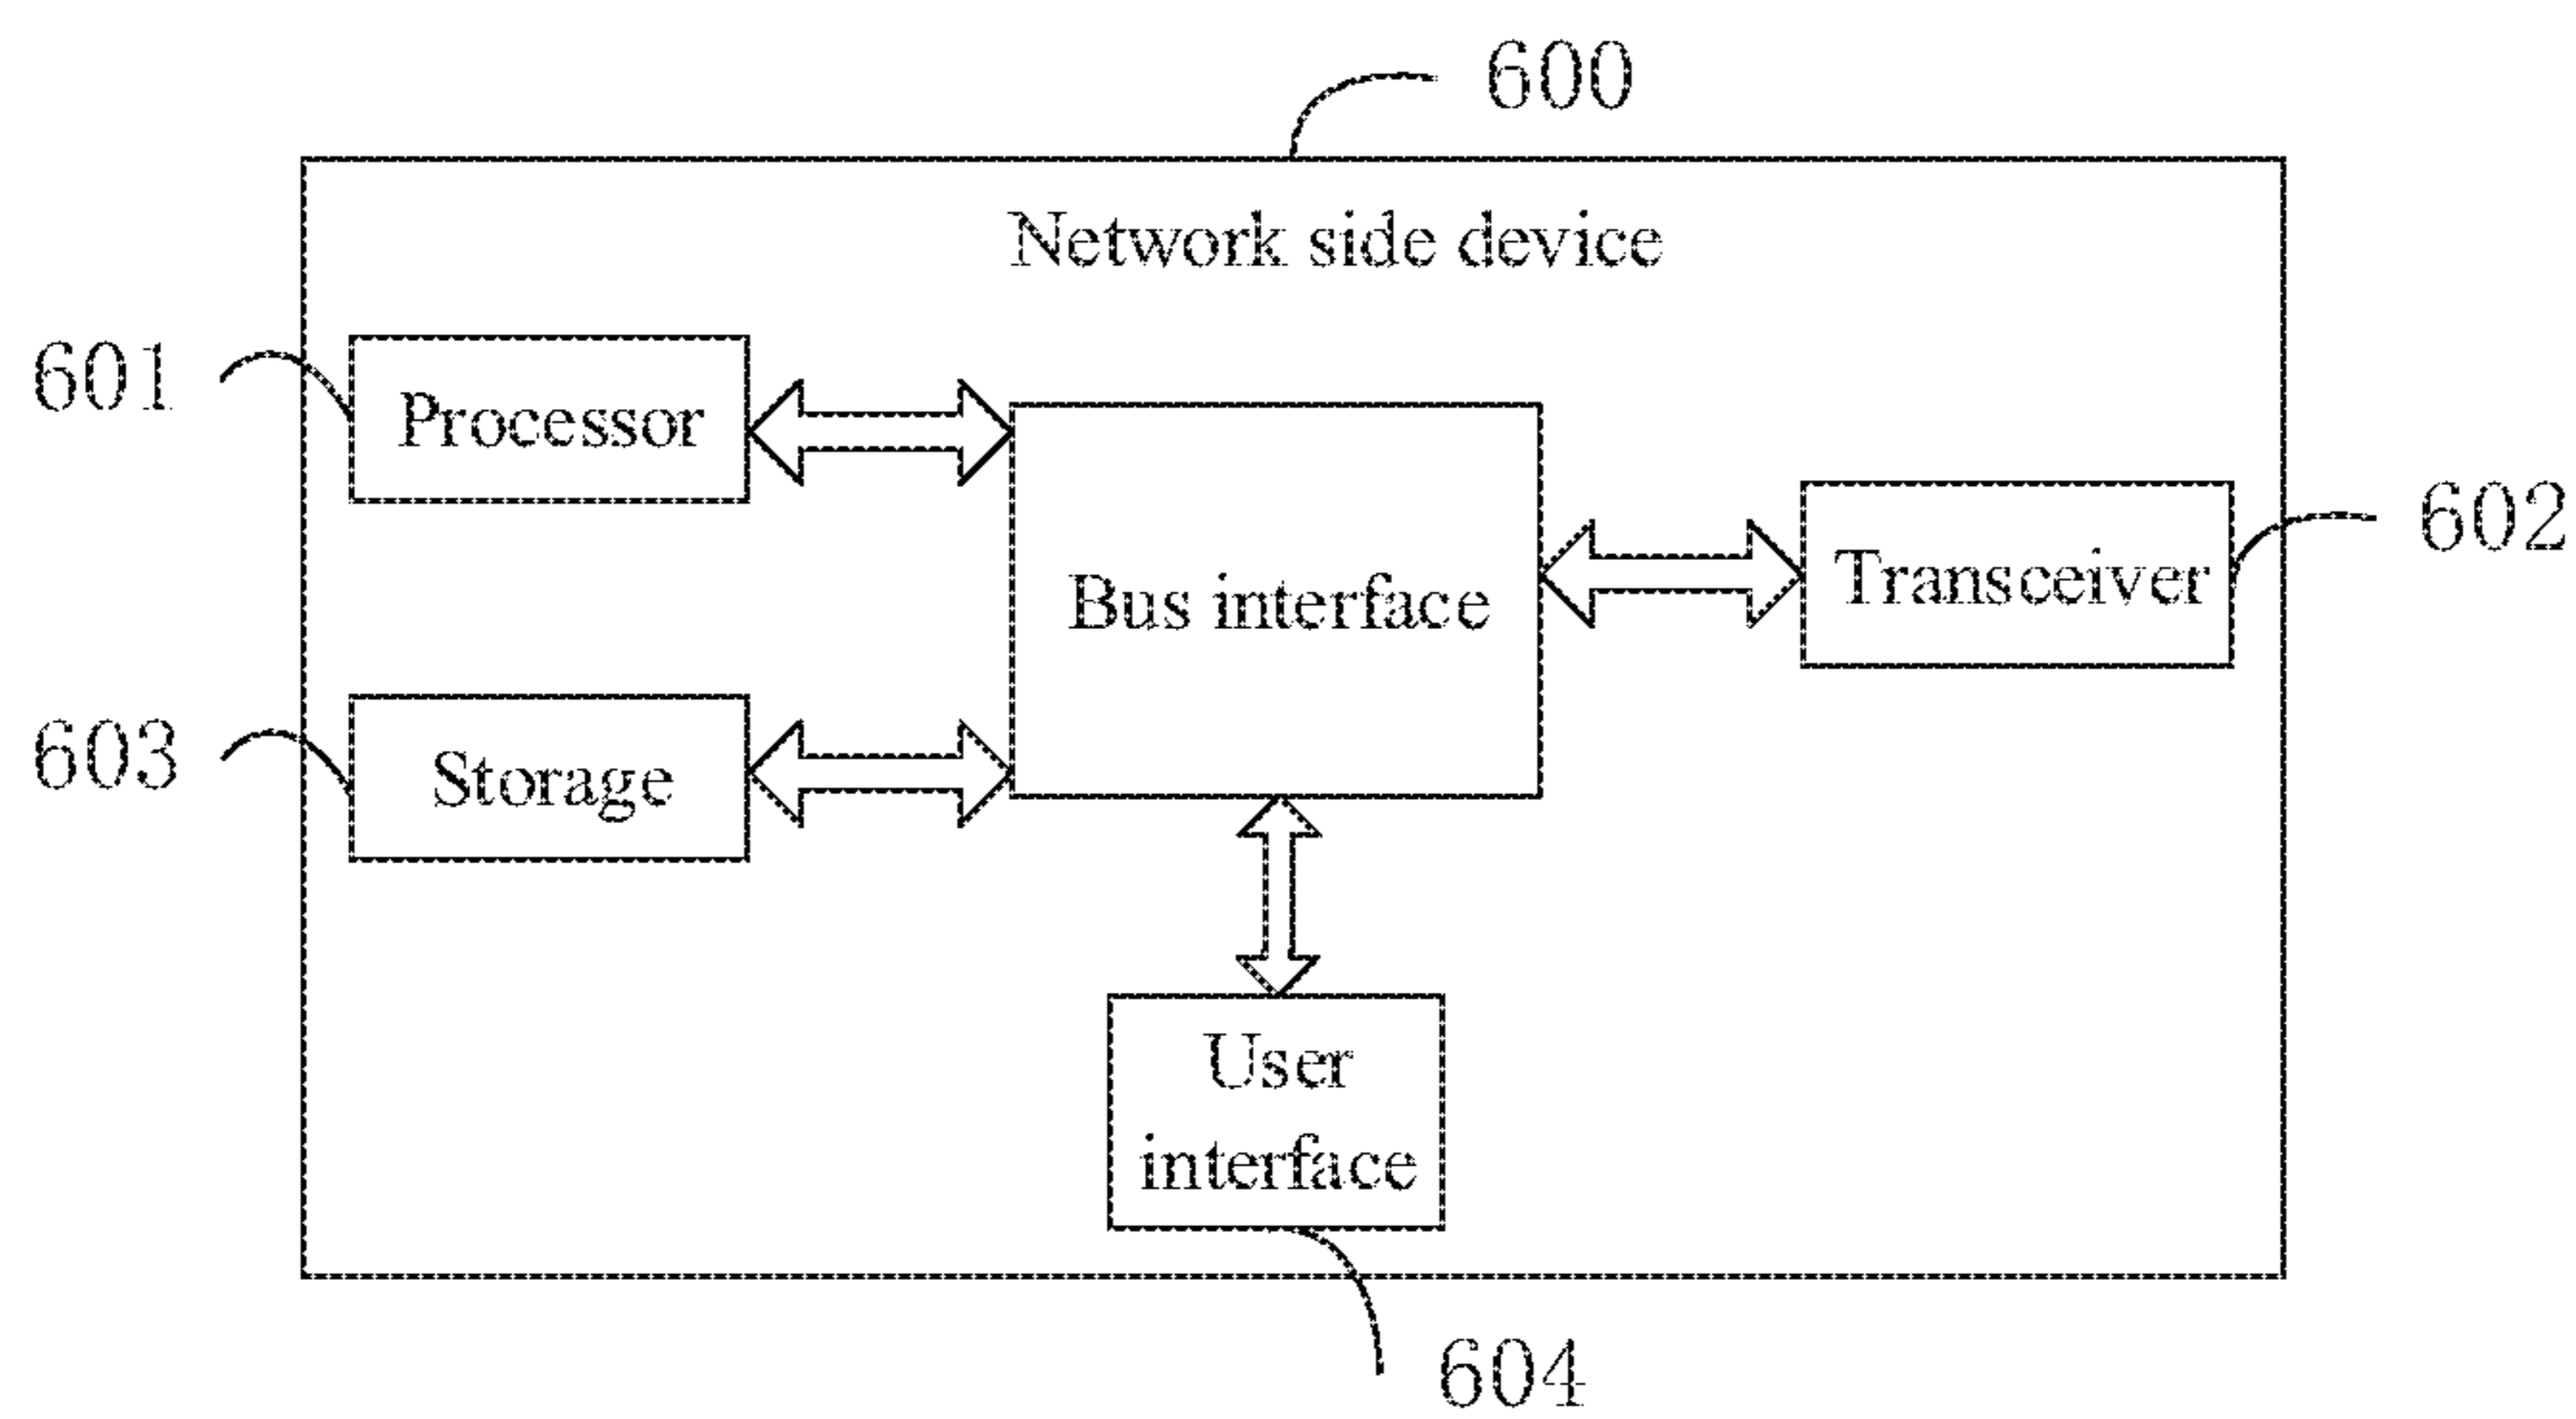 600
Network side device
601
Processor
Bus interface
Transceiver
602
603
Storage
User
interface
604